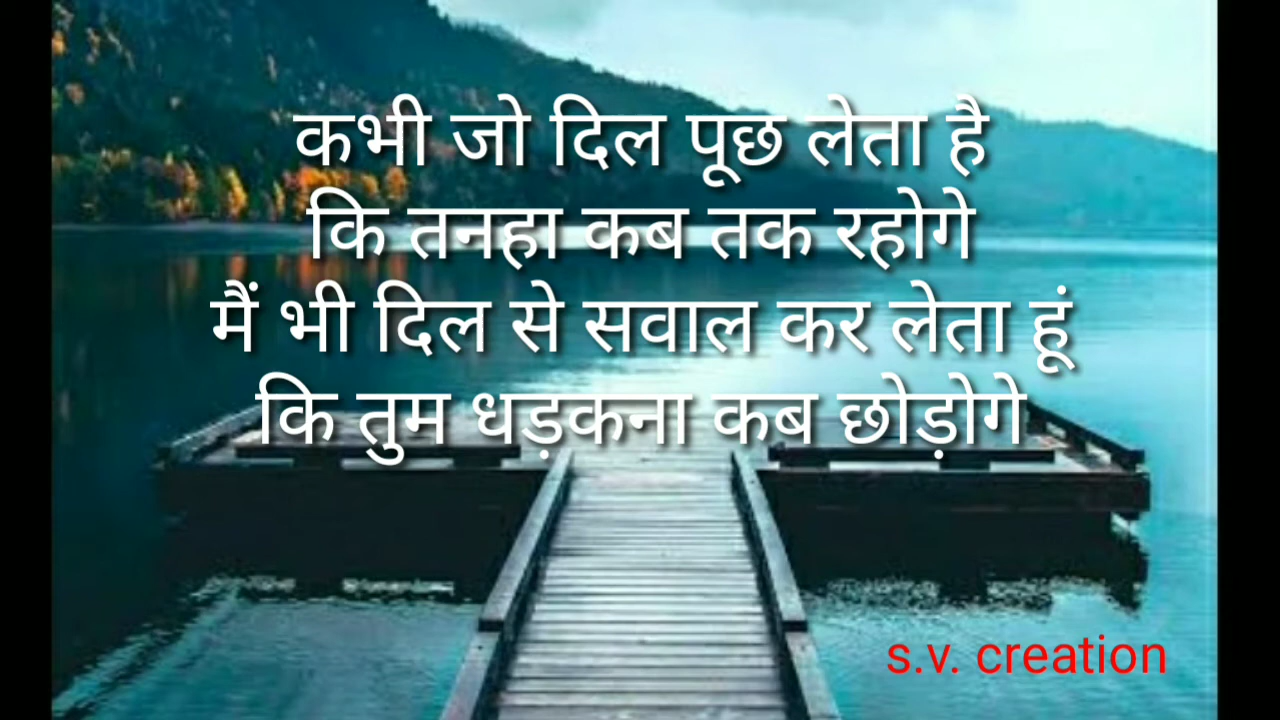 कभी जो दिल पूछ लेता है
कि तनहा कब तक रहोगे
मैं भी दिल से सवाल कर लेता हूं
कि तुम धड़कना कब छोड़ोगे
s.v. creation